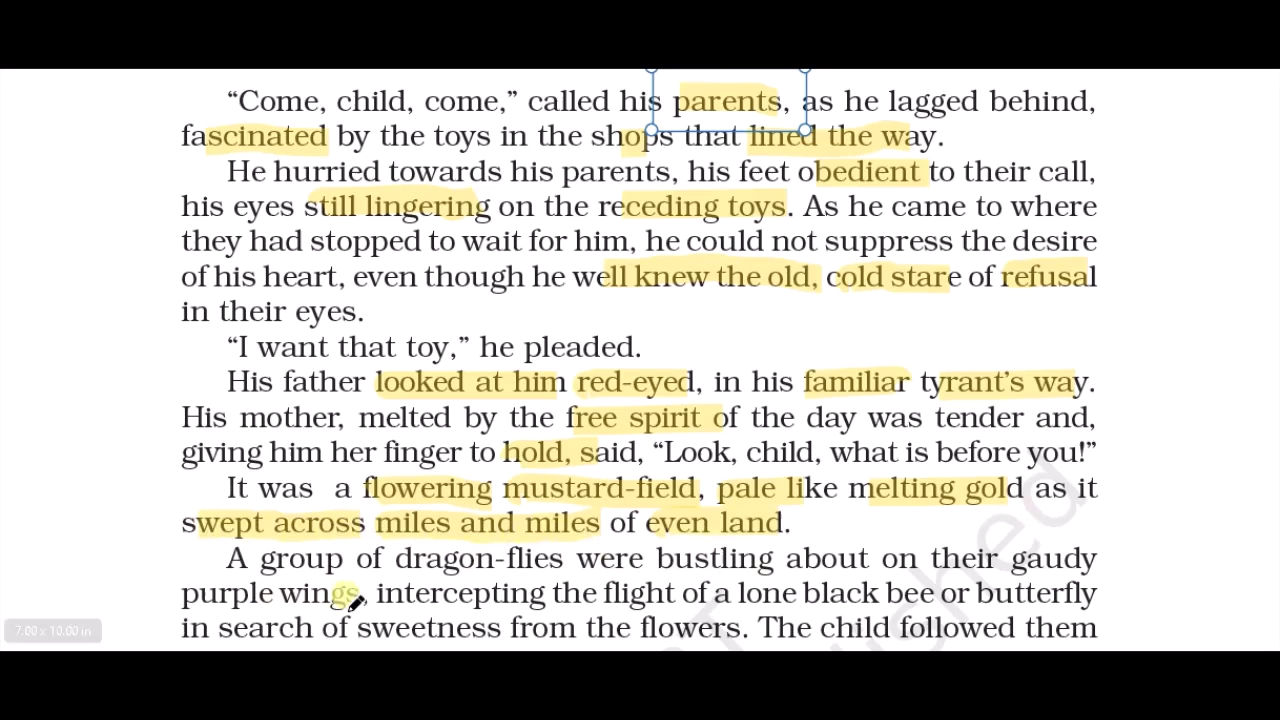 “Come, child, come,” called his parents, as he lagged behind,
fascinated by the toys in the shops that lined the way.
He hurried towards his parents, his feet obedient to their call,
his eyes still lingering on the receding toys. As he came to where
they had stopped to wait for him, he could not suppress the desire
of his heart, even though he well knew the old, cold stare of refusal
in their eyes.
“I want that toy,” he pleaded.
His father looked at him red-eyed, in his familiar tyrant’s way.
His mother, melted by the free spirit of the day was tender and,
giving him her finger to hold, said, “Look, child, what is before you!”
It was a flowering mustard-field, pale like melting gold as it
swept across miles and miles of even land.
A group of dragon-flies were bustling about on their gaudy
purple wings, intercepting the flight of a lone black bee or butterfly
in search of sweetness from the flowers. The child followed them
7.00 x 10.00 in